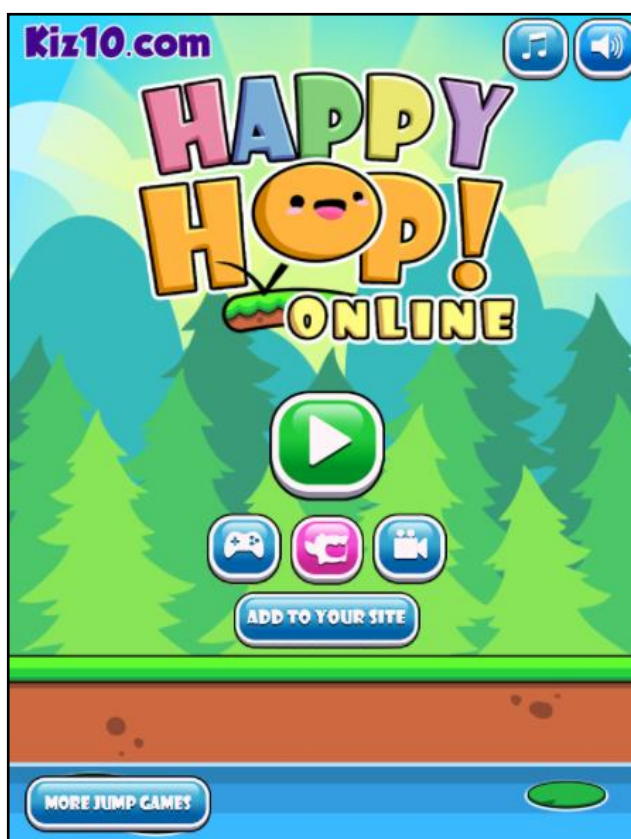 Kiz10.com
HAPPY
HOP!
ONLINE
ADD TO YOUR SITE
MORE JUMP GAMES